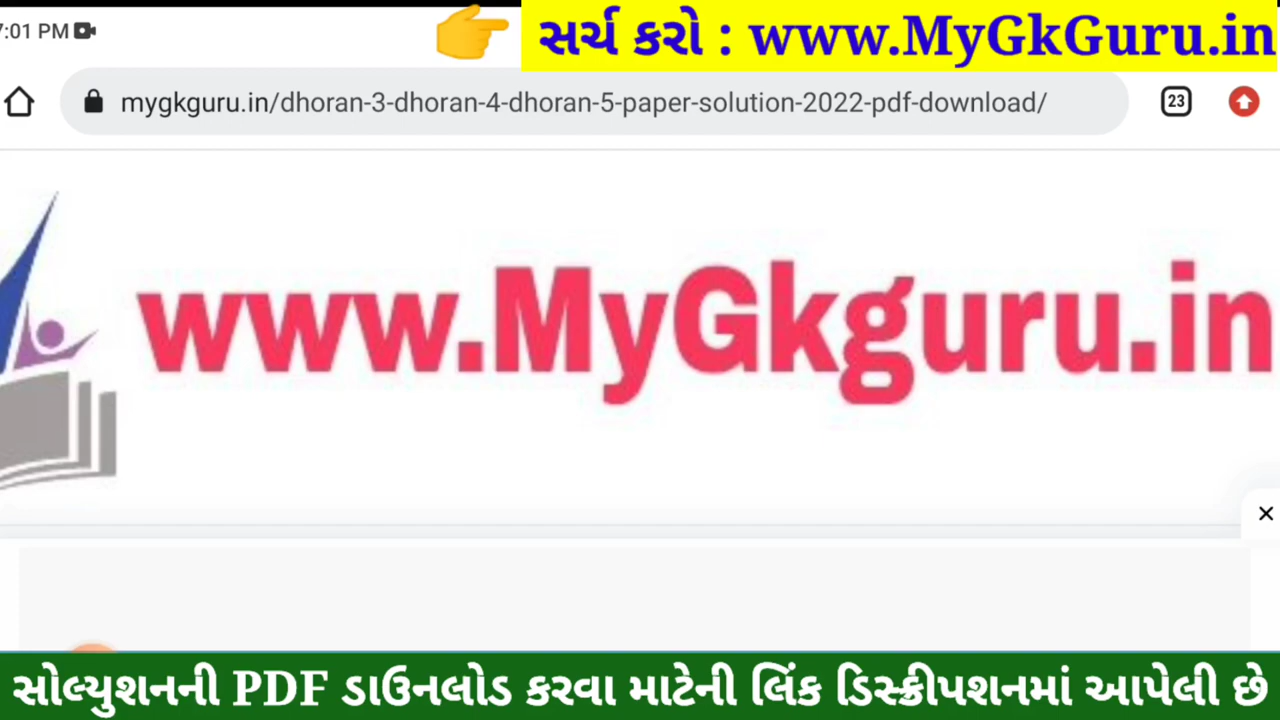 7:01 PM
👉 સર્ચ કરો : www.MyGkGuru.in
mygkguru.in/dhoran-3-dhoran-4-dhoran-5-paper-solution-2022-pdf-download/
23
www.MyGkguru.in
સોલ્યુશનની PDF ડાઉનલોડ કરવા માટેની લિંક ડિસ્ક્રીપશનમાં આપેલી છે